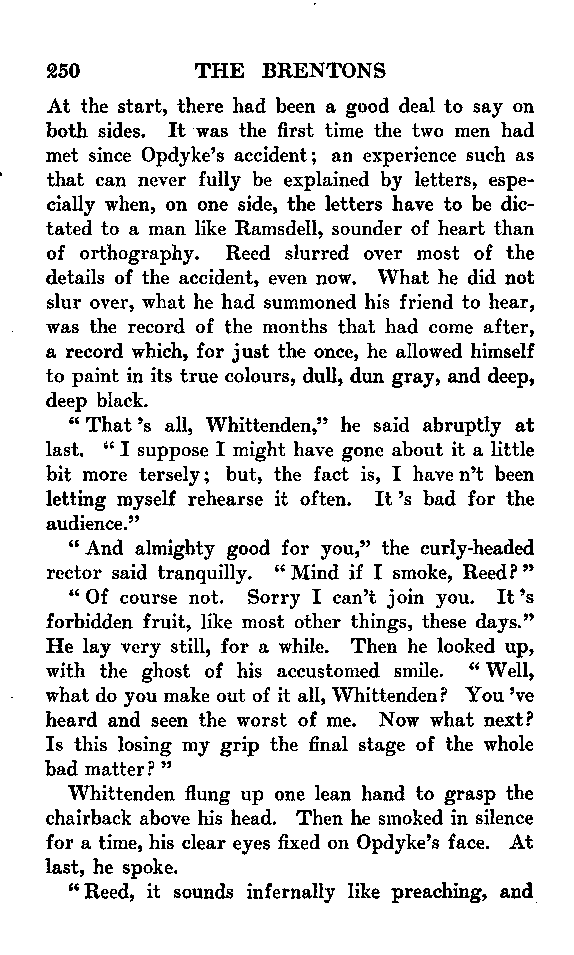 250 THE BRENTONS
At the start, there had been a good deal to say on
both sides. It was the first time the two men had
met since Opdyke's accident; an experience such as
that can never fully be explained by letters, espe-
cially when, on one side, the letters have to be dic-
tated to a man like Ramsdell, sounder of heart than
of orthography. Reed slurred over most of the
details of the accident, even now. What he did not
slur over, what he had summoned his friend to hear,
was the record of the months that had come after,
a record which, for just the once, he allowed himself
to paint in its true colours, dull, dun gray, and deep,
deep black.
"That's all, Whittenden," he said abruptly at
last. "I suppose I might have gone about it a little
bit more tersely; but, the fact is, I haven't been
letting myself rehearse it often. It's bad for the
audience."
"And almighty good for you," the curly-headed
rector said tranquilly. "Mind if I smoke, Reed?"
"Of course not. Sorry I can't join you. It's
forbidden fruit, like most other things, these days."
He lay very still, for a while. Then he looked up,
with the ghost of his accustomed smile. "Well,
what do you make out of it all, Whittenden? You've
heard and seen the worst of me. Now what next?
Is this losing my grip the final stage of the whole
bad matter?"
Whittenden flung up one lean hand to grasp the
chairback above his head. Then he smoked in silence
for a time, his clear eyes fixed on Opdyke's face. At
last, he spoke.
"Reed, it sounds infernally like preaching, and